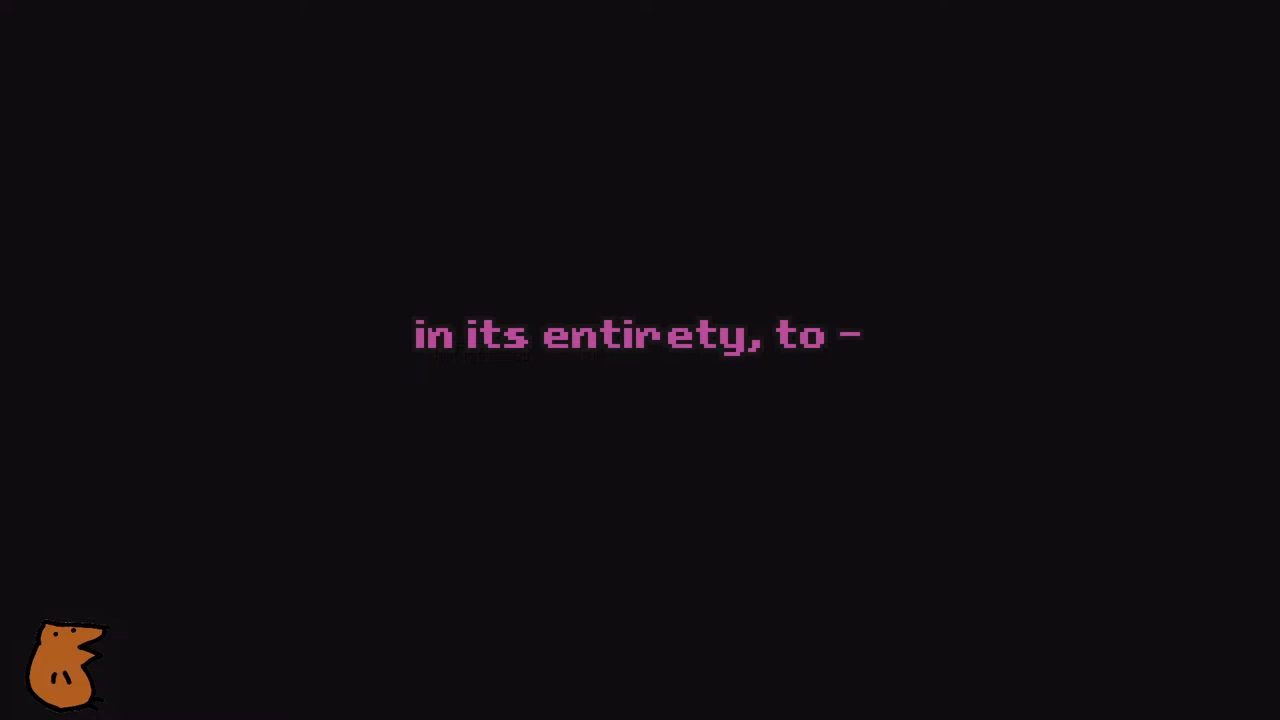 in its entirety, to -